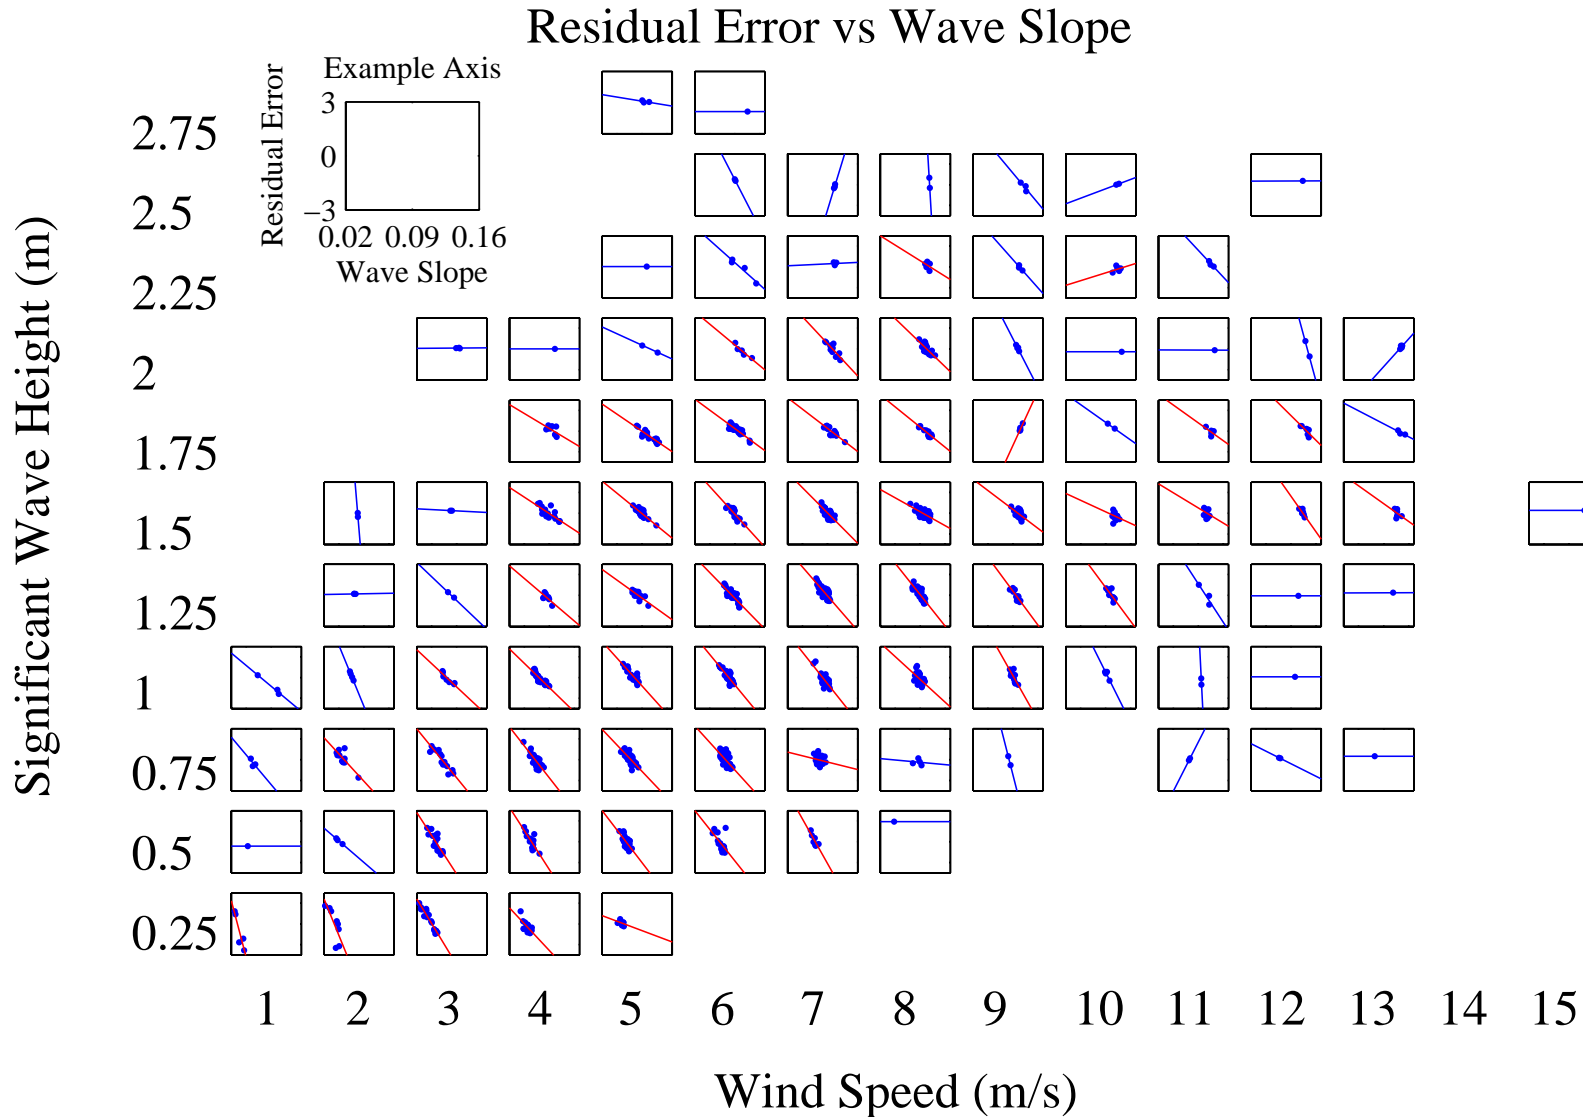 Residual Error vs Wave Slope
Example Axis
Residual Error
3
0
−3
0.02 0.09 0.16
Wave Slope
Significant Wave Height (m)
2.75
2.5
2.25
2
1.75
1.5
1.25
1
0.75
0.5
0.25
1 2 3 4 5 6 7 8 9 10 11 12 13 14 15
Wind Speed (m/s)